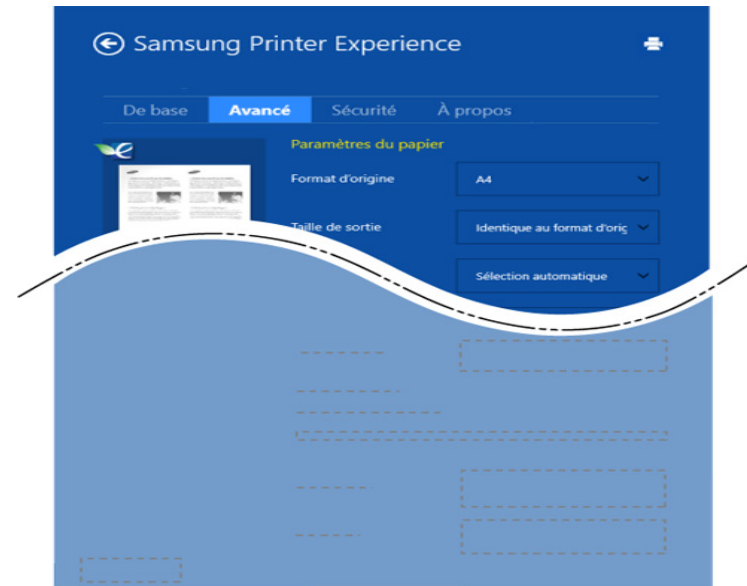 Samsung Printer Experience
De base Avancé Sécurité À propos
Paramètres du papier
Format d'origine A4
Taille de sortie Identique au format d'orig
Sélection automatique